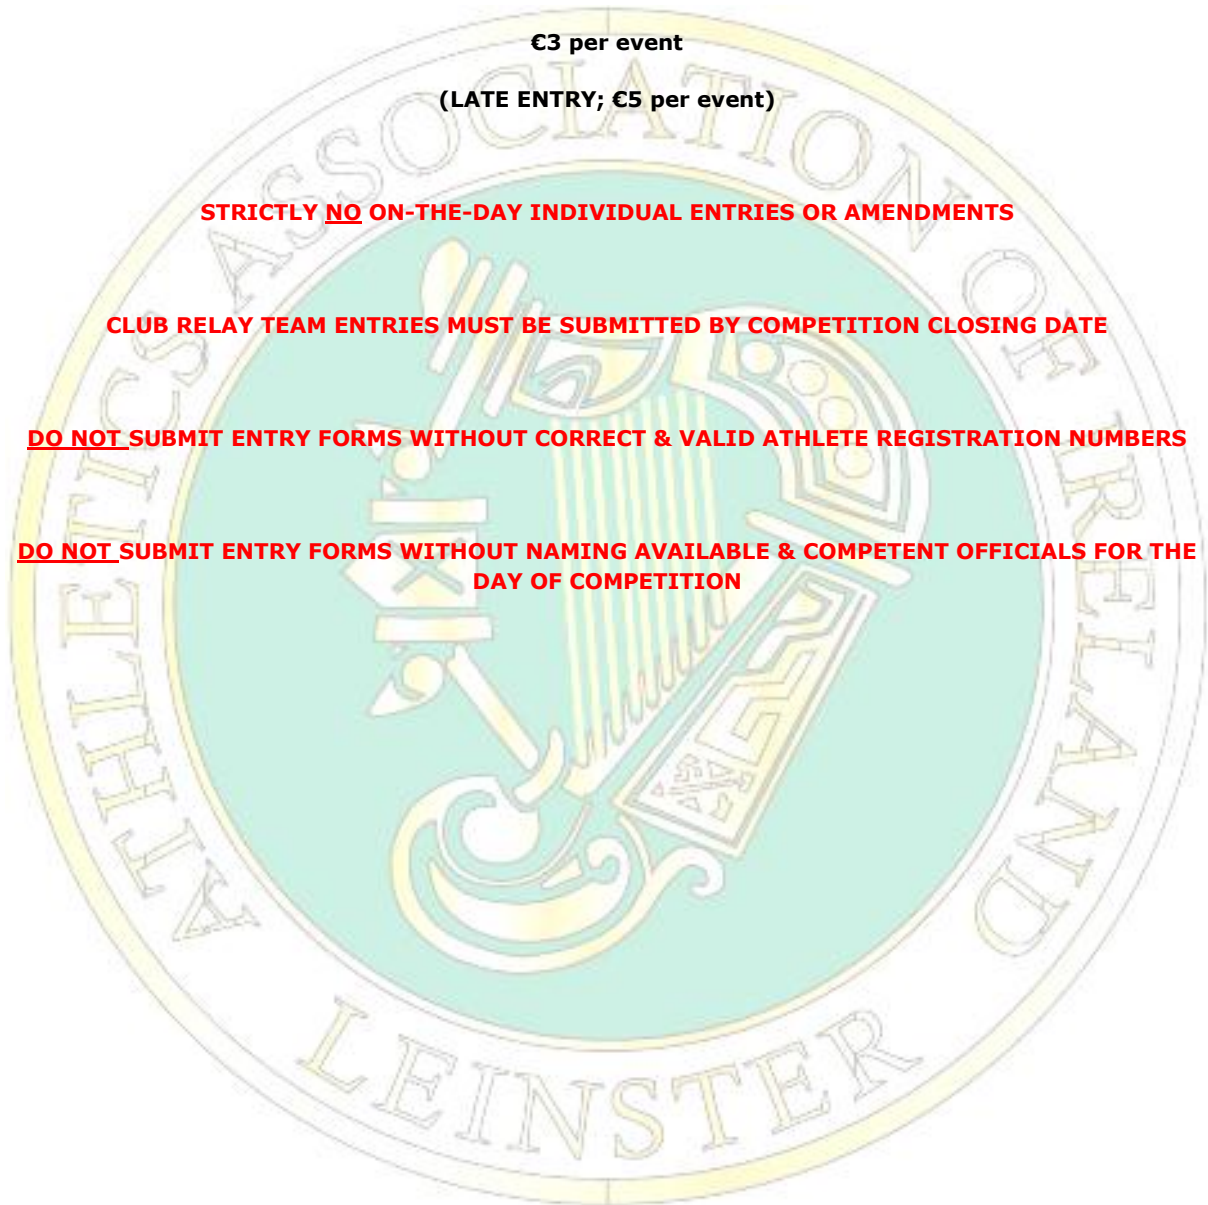 €3 per event
(LATE ENTRY; €5 per event)
STRICTLY NO ON-THE-DAY INDIVIDUAL ENTRIES OR AMENDMENTS
CLUB RELAY TEAM ENTRIES MUST BE SUBMITTED BY COMPETITION CLOSING DATE
DO NOT SUBMIT ENTRY FORMS WITHOUT CORRECT & VALID ATHLETE REGISTRATION NUMBERS
DO NOT SUBMIT ENTRY FORMS WITHOUT NAMING AVAILABLE & COMPETENT OFFICIALS FOR THE
DAY OF COMPETITION
ATHLETICS ASSOCIATION OF IRELAND
LEINSTER